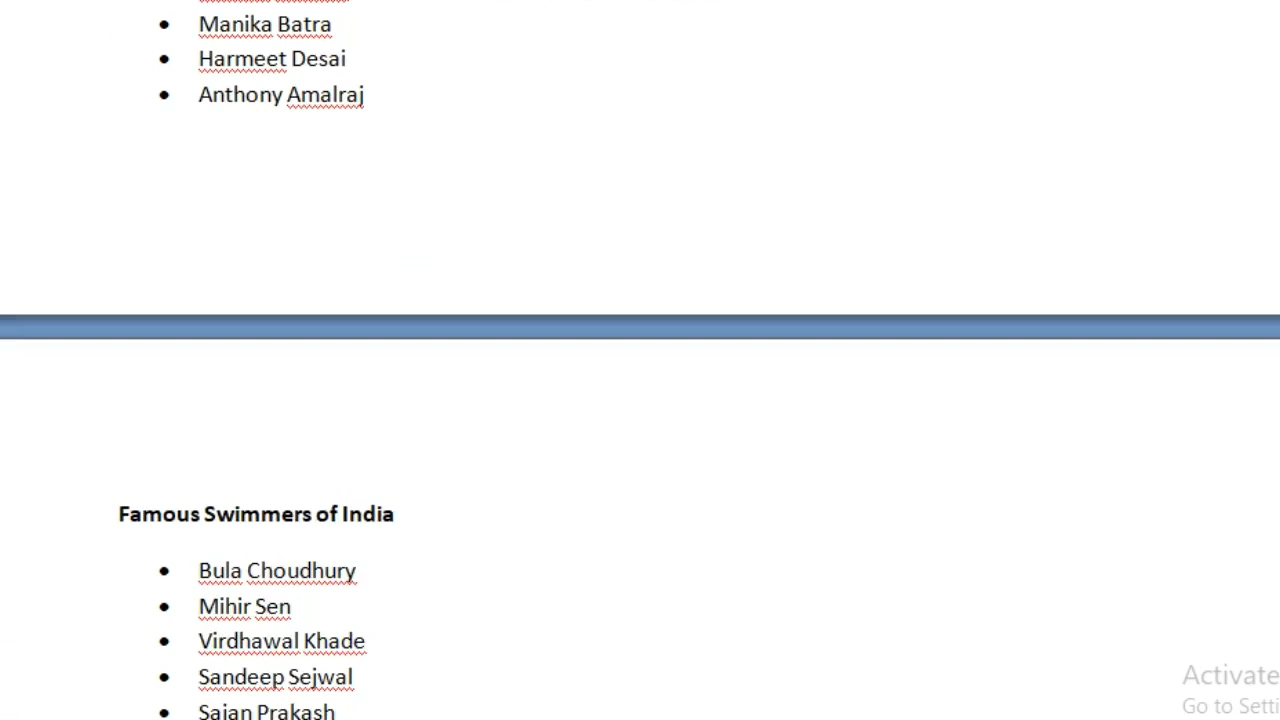 Manika Batra
Harmeet Desai
Anthony Amalraj
Famous Swimmers of India
Bula Choudhury
Mihir Sen
Virdhawal Khade
Sandeep Sejwal
Sajan Prakash
Activate
Go to Setti